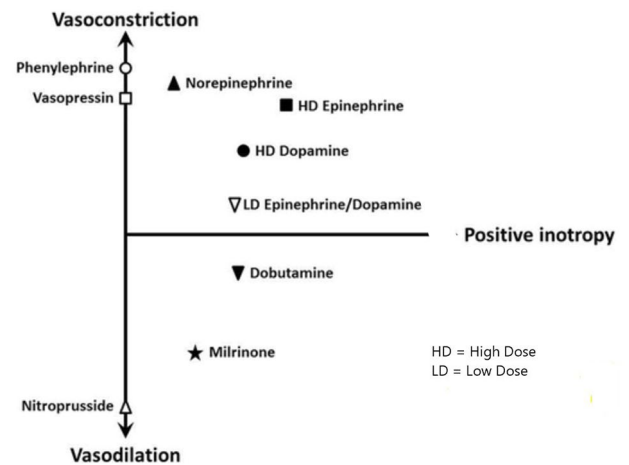 Vasoconstriction
Phenylephrine
Norepinephrine
Vasopressin
HD Epinephrine
HD Dopamine
LD Epinephrine/Dopamine
Positive inotropy
Dobutamine
Milrinone
HD = High Dose
LD = Low Dose
Nitroprusside
Vasodilation